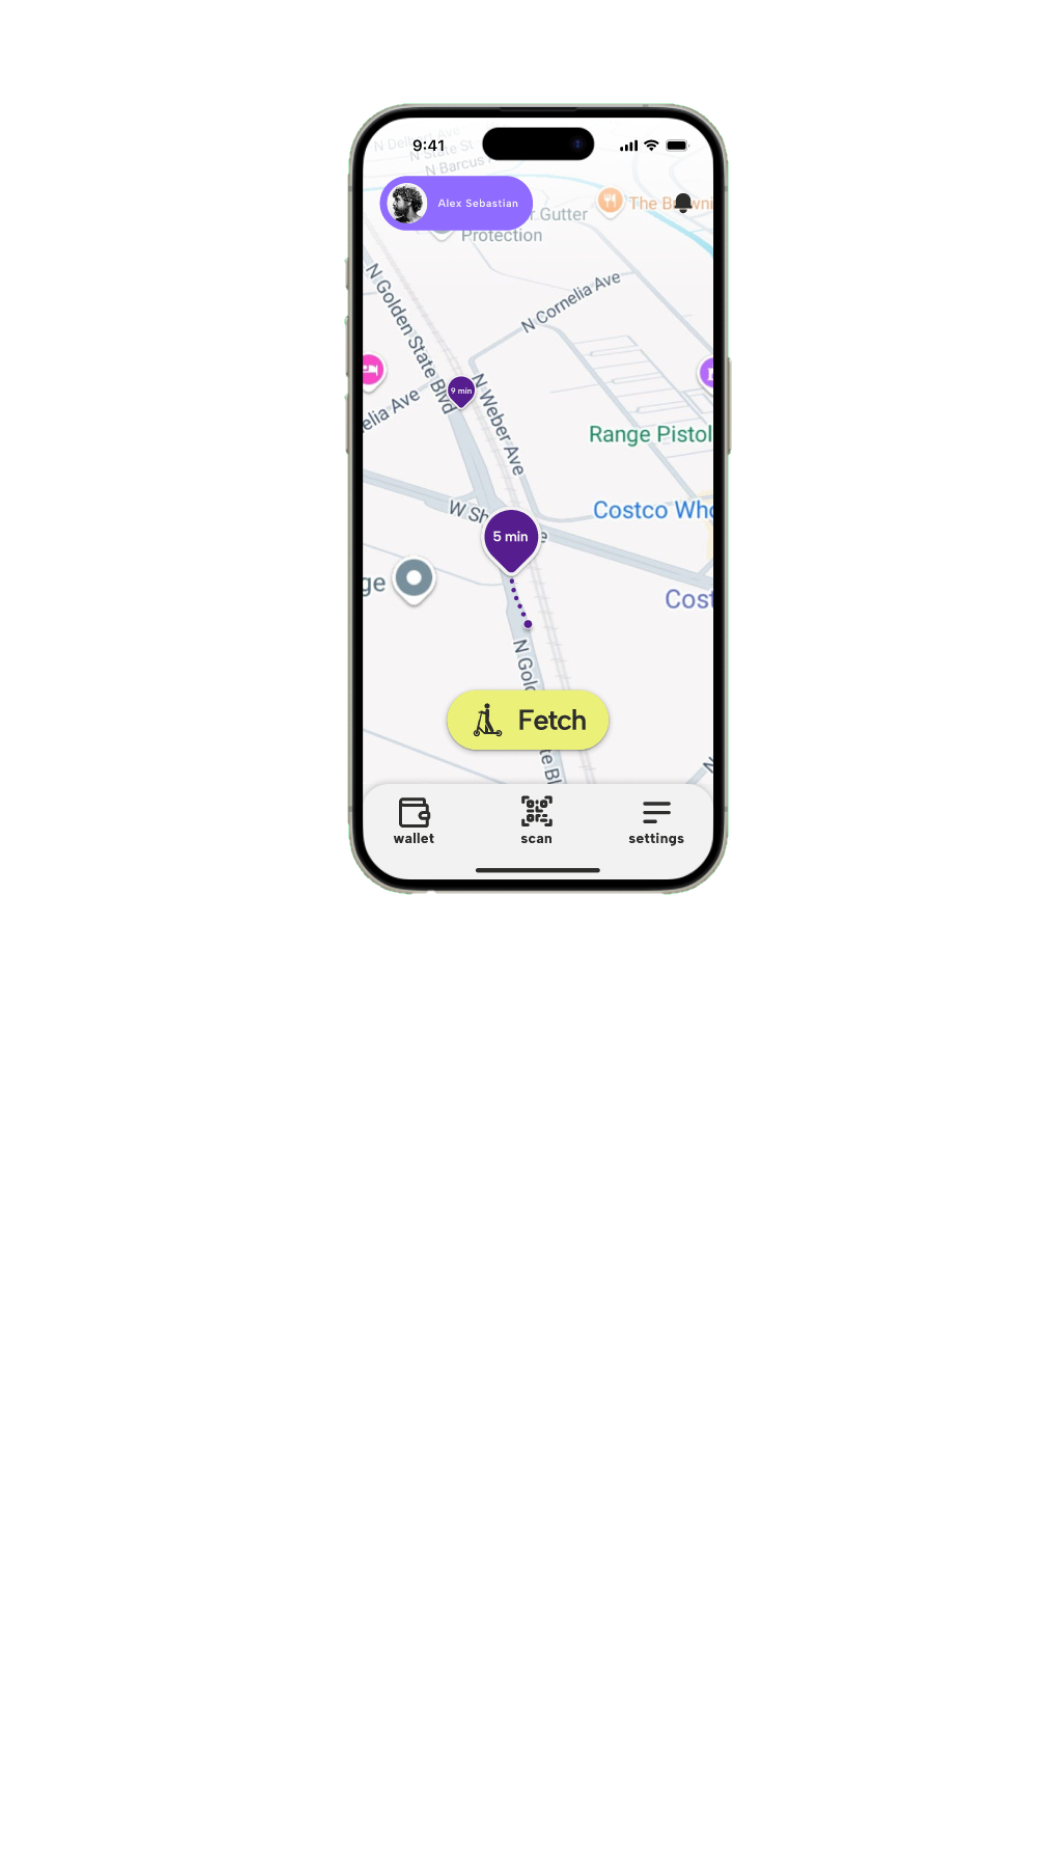 N Delbert Ave
9:41
N State St
N Barcus
Alex Sebastian
r Gutter
Protection
The Br wni
N Cornelia Ave
N Golden State Blvd
9 min
N Weber Ave
elia Ave
Range Pistol
Costco Who
W Sh
e
5 min
ge
Cost
N Gold
Fetch
te Bl
N
wallet
scan
settings